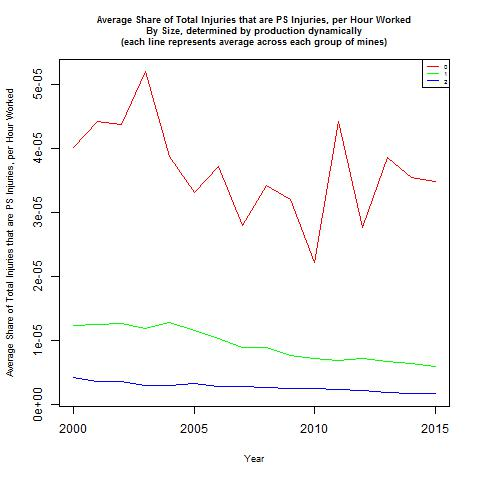 Average Share of Total Injuries that are PS Injuries, per Hour Worked
By Size, determined by production dynamically
(each line represents average across each group of mines)
0
1
2
Average Share of Total Injuries that are PS Injuries, per Hour Worked
5e-05
4e-05
3e-05
2e-05
1e-05
0e+00
2000
2005
2010
2015
Year